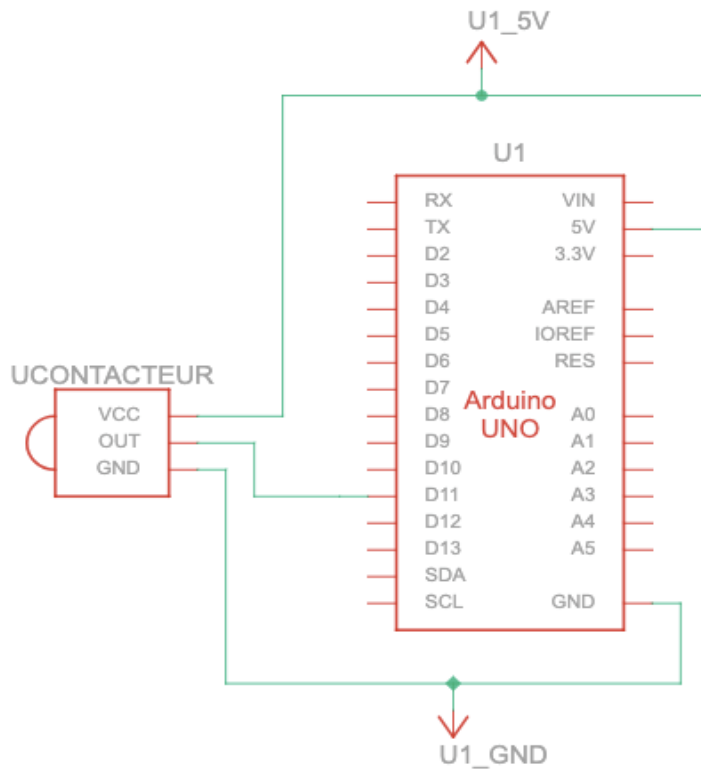 U1_5V
U1
RX
TX
D2
D3
D4
D5
D6
D7
D8
D9
D10
D11
D12
D13
SDA
SCL
VIN
5V
3.3V
AREF
IOREF
RES
A0
A1
A2
A3
A4
A5
GND
Arduino
UNO
UCONTACTEUR
VCC
OUT
GND
U1_GND